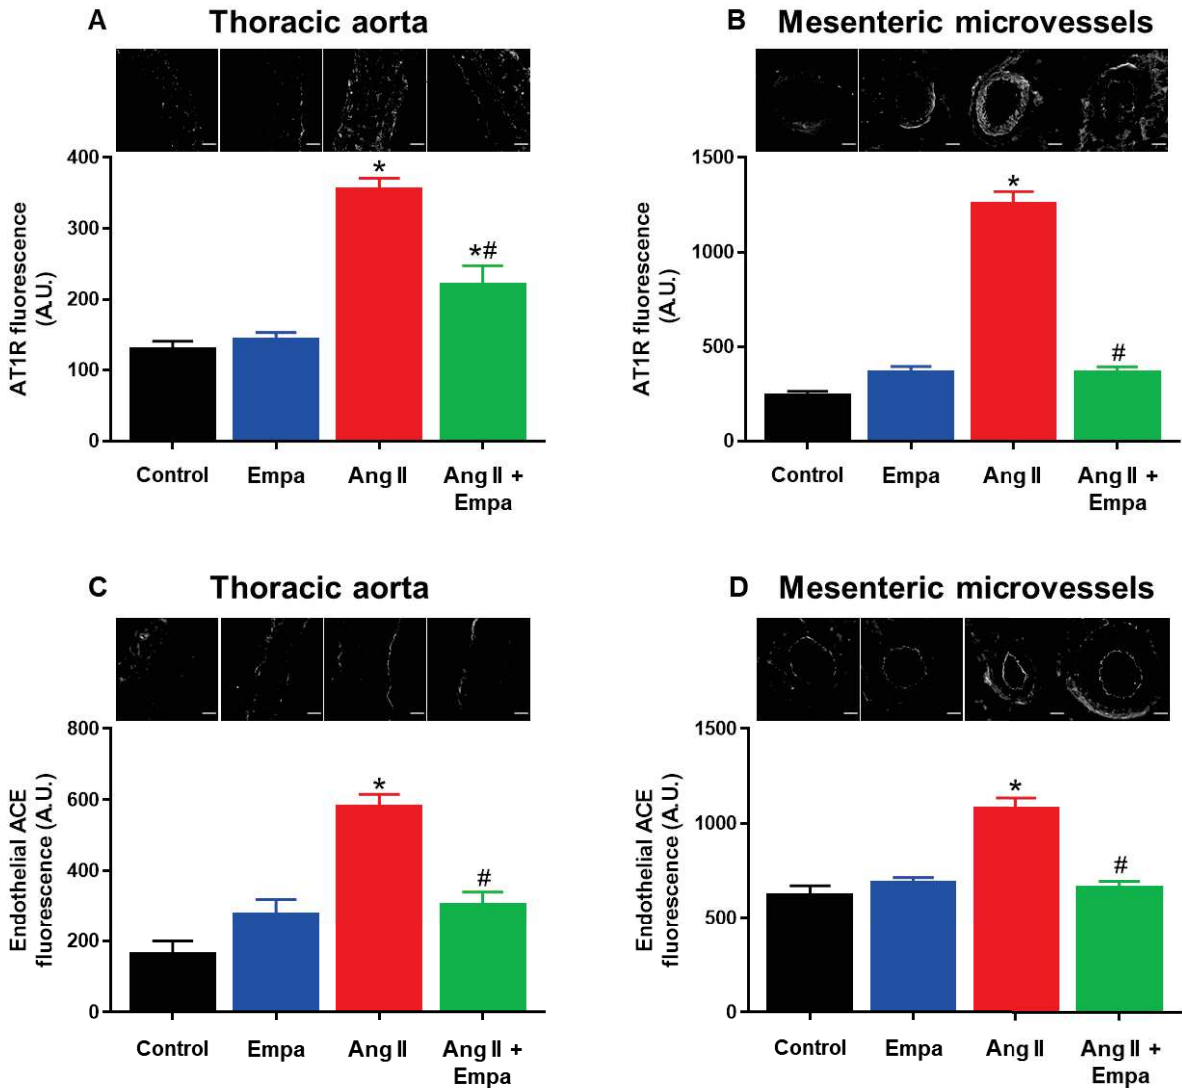 A Thoracic aorta
400
300
200
100
0
AT1R fluorescence
(A.U.)
*
*#
Control Empa Ang II Ang II +
Empa
B Mesenteric microvessels
1500
1000
500
0
AT1R fluorescence
(A.U.)
*
#
Control Empa Ang II Ang II +
Empa
C Thoracic aorta
800
600
400
200
0
Endothelial ACE
fluorescence (A.U.)
*
#
Control Empa Ang II Ang II +
Empa
D Mesenteric microvessels
1500
1000
500
0
Endothelial ACE
fluorescence (A.U.)
*
#
Control Empa Ang II Ang II +
Empa